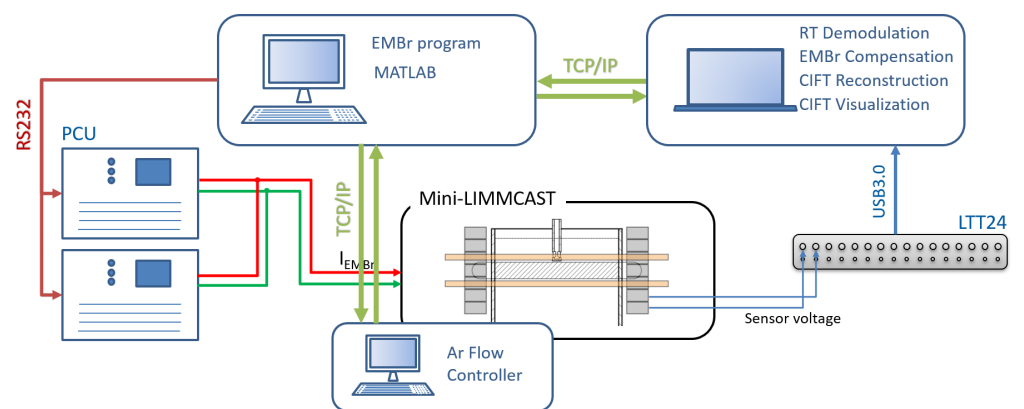 EMBr program
MATLAB
RT Demodulation
EMBr Compensation
CIFT Reconstruction
CIFT Visualization
TCP/IP
RS232
PCU
TCP/IP
Mini-LIMMCAST
IEMBr
USB3.0
LTT24
Sensor voltage
Ar Flow
Controller